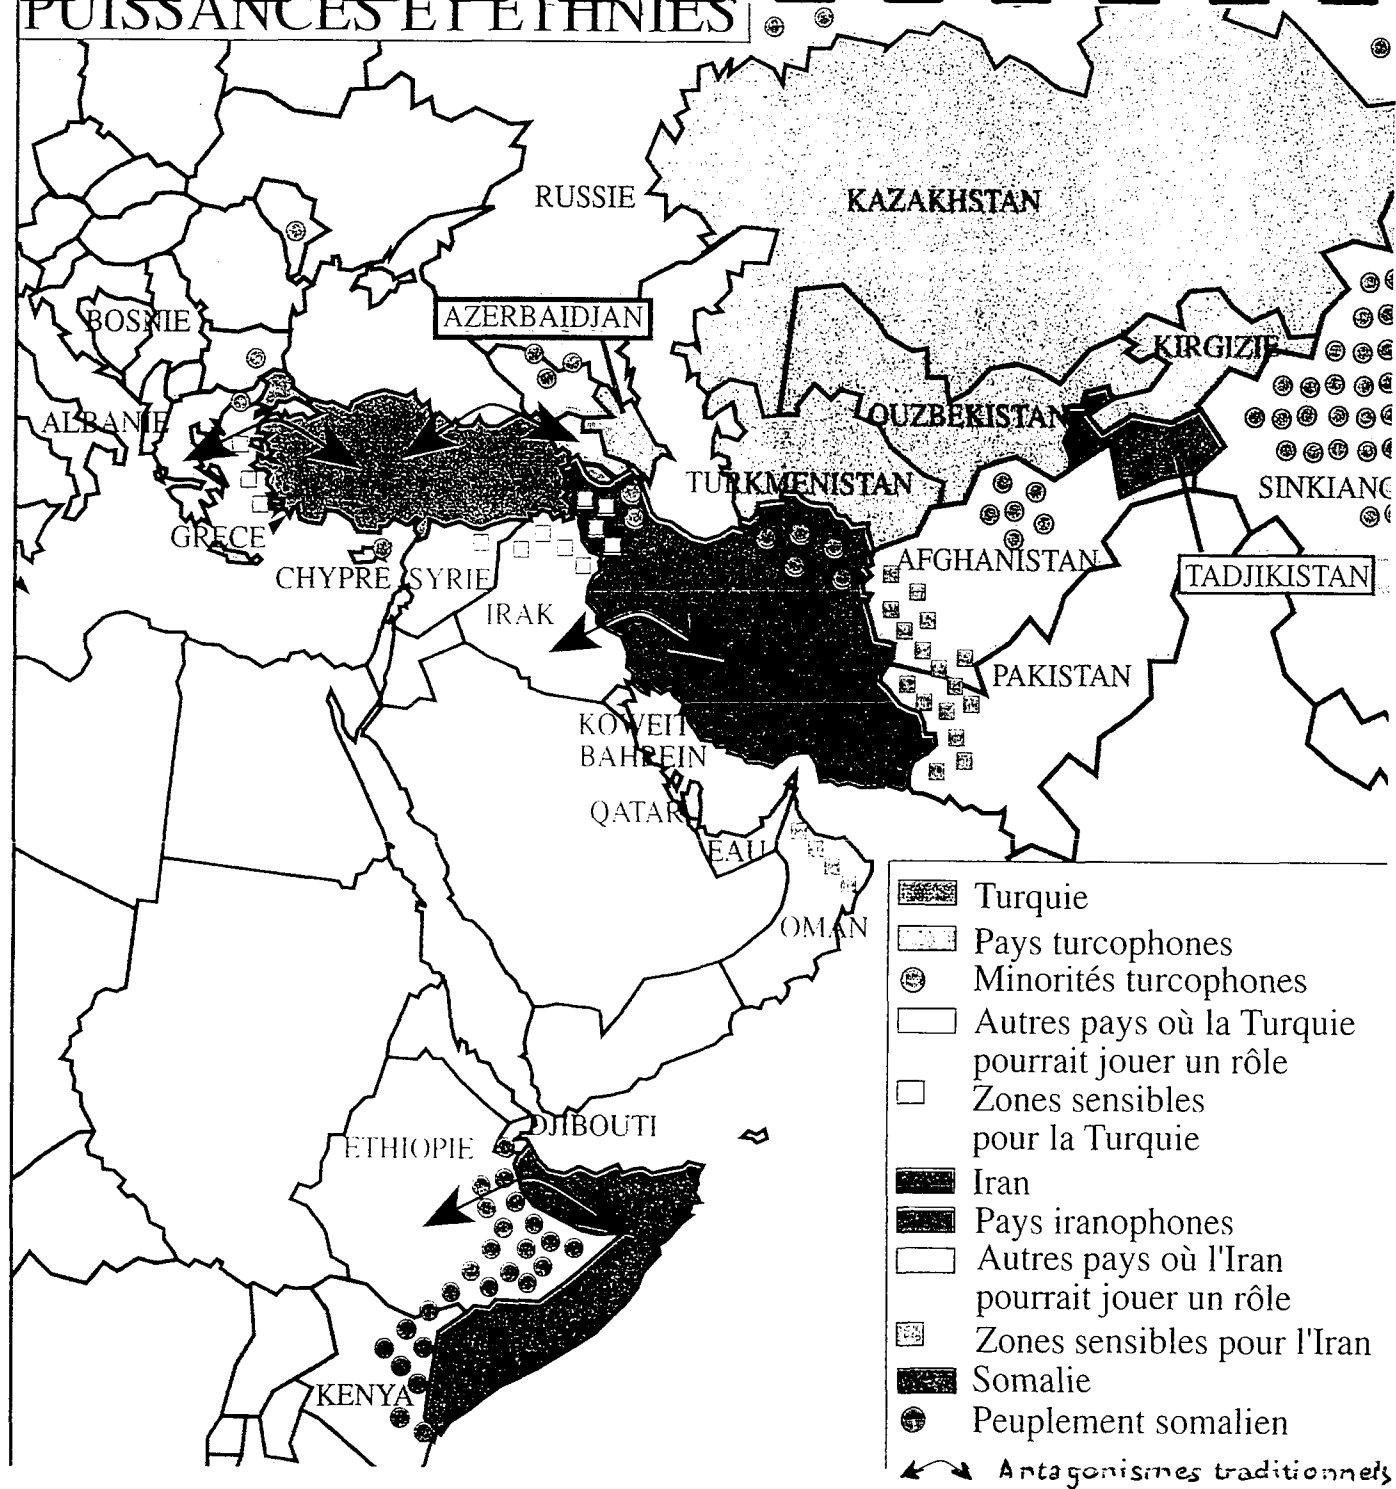 PUISSANCES ET ETHNIES
RUSSIE
KAZAKHSTAN
AZERBAIDJAN
BOSNIE
KIRGIZIE
ALBANIE
OUZBEKISTAN
TURKMENISTAN
SINKIANG
GRECE
AFGHANISTAN
CHYPRE
SYRIE
TADJIKISTAN
IRAK
PAKISTAN
KOWEIT
BAHREIN
QATAR
EAU
OMAN
DJIBOUTI
ETHIOPIE
KENYA
Turquie
Pays turcophones
Minorités turcophones
Autres pays où la Turquie
pourrait jouer un rôle
Zones sensibles
pour la Turquie
Iran
Pays iranophones
Autres pays où l'Iran
pourrait jouer un rôle
Zones sensibles pour l'Iran
Somalie
Peuplement somalien
Antagonismes traditionnels